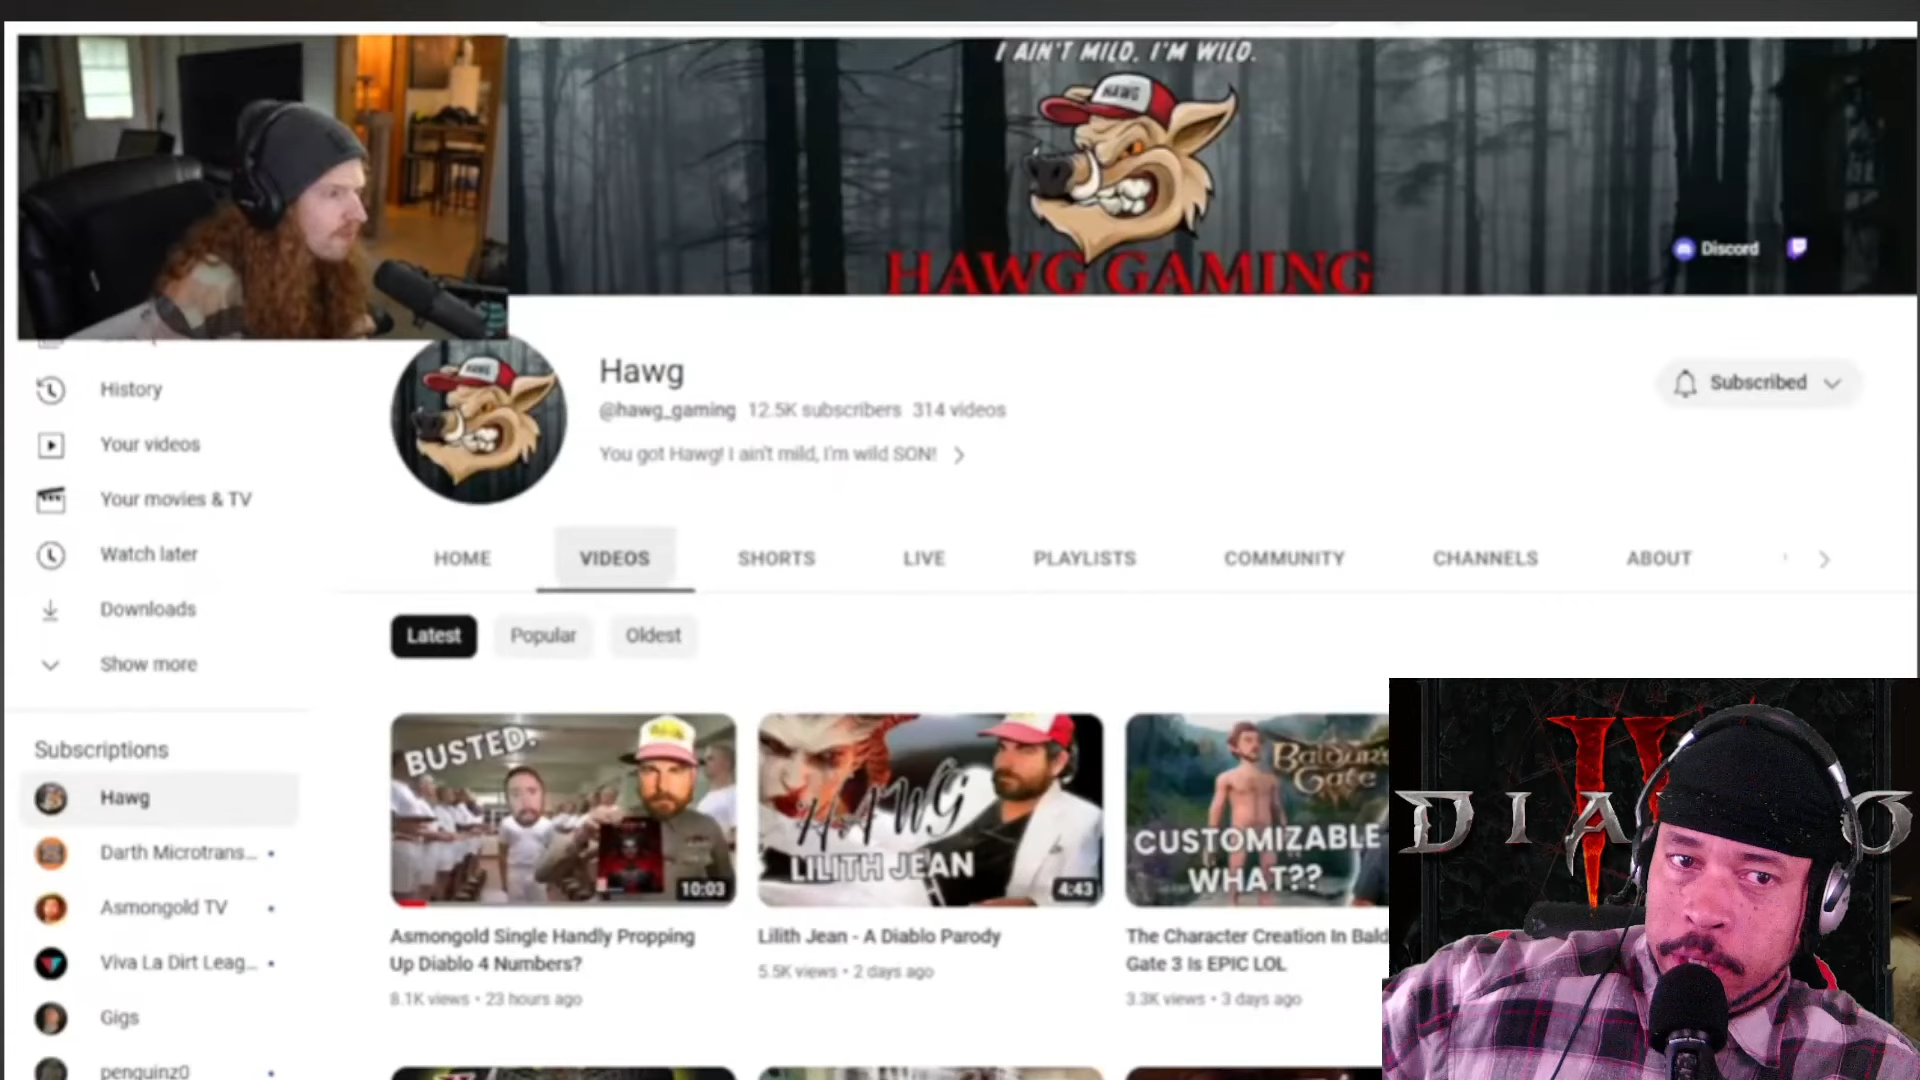 I AIN'T MILD, I'M WILD.
HAWG
HAWG GAMING
Discord
History
Your videos
Your movies & TV
Watch later
Downloads
Show more
Subscriptions
Hawg
Darth Microtrans...
Asmongold TV
Viva La Dirt Leag...
Gigs
penguinz0
HAWG
Hawg
@hawg_gaming 12.5K subscribers 314 videos
You got Hawg! I ain't mild, I'm wild SON!
Subscribed
HOME VIDEOS SHORTS LIVE PLAYLISTS COMMUNITY CHANNELS ABOUT
Latest Popular Oldest
BUSTED!
10:03
Asmongold Single Handly Propping
Up Diablo 4 Numbers?
8.1K views • 23 hours ago
HAWG
LILITH JEAN
4:43
Lilith Jean - A Diablo Parody
5.5K views • 2 days ago
Baldur's
Gate
CUSTOMIZABLE
WHAT??
The Character Creation In Bald
Gate 3 Is EPIC LOL
3.3K views • 3 days ago